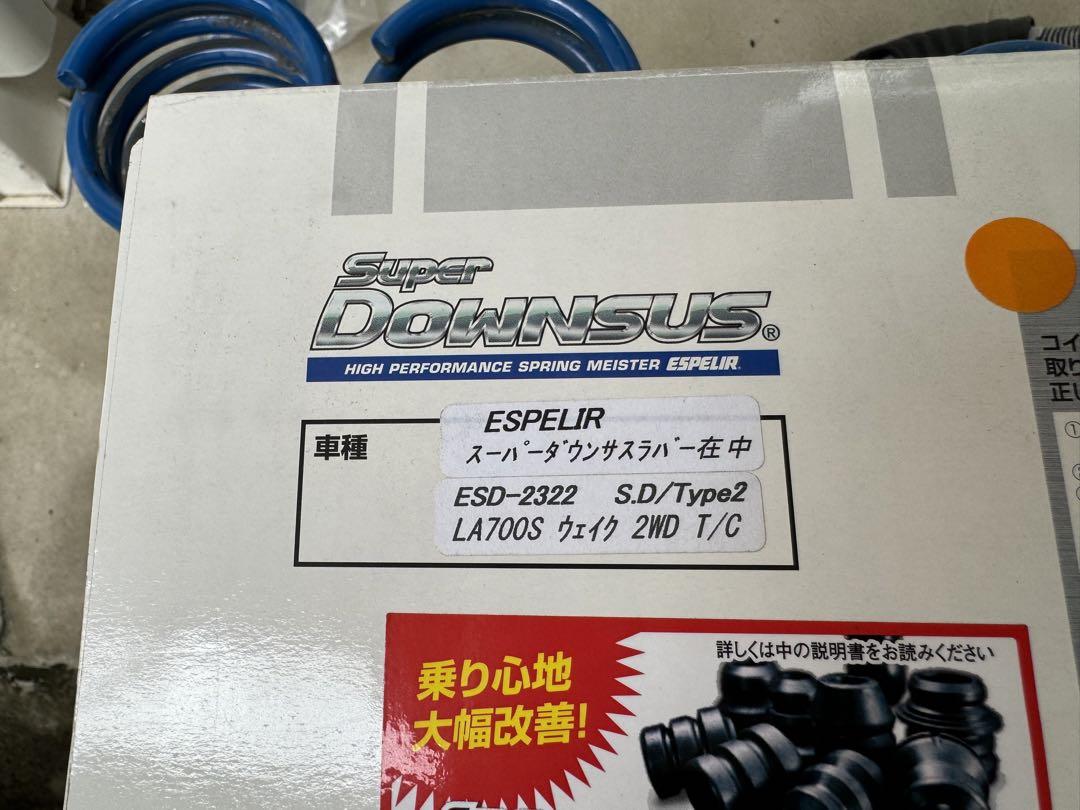 Super
DOWNSUS®
HIGH PERFORMANCE SPRING MEISTER ESPELIR
車種
ESPELIR
スーパーダウンサスラバー在中
ESD-2322 S.D/Type2
LA700S ウェイク 2WD T/C
コイ
取り
正し
①
詳しくは中の説明書をお読みください
乗り心地
大幅改善!